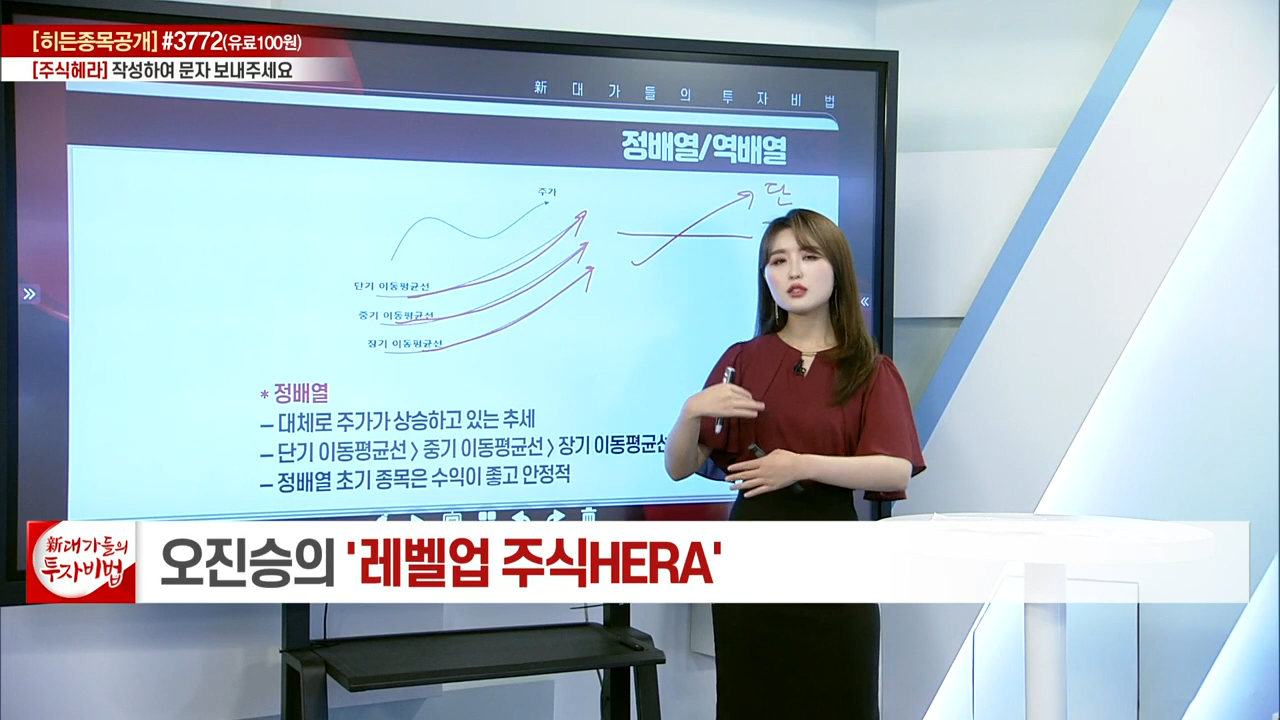 [히든종목공개] #3772(유료100원)
[주식헤라] 작성하여 문자 보내주세요
新 대 가 들 의 투 자 비 법
정배열/역배열
주가
단
단기 이동평균선
중기 이동평균선
장기 이동평균선
* 정배열
– 대체로 주가가 상승하고 있는 추세
– 단기 이동평균선 > 중기 이동평균선 > 장기 이동평균선
– 정배열 초기 종목은 수익이 좋고 안정적
新대가들의
투자비법
오진승의 '레벨업 주식HERA'